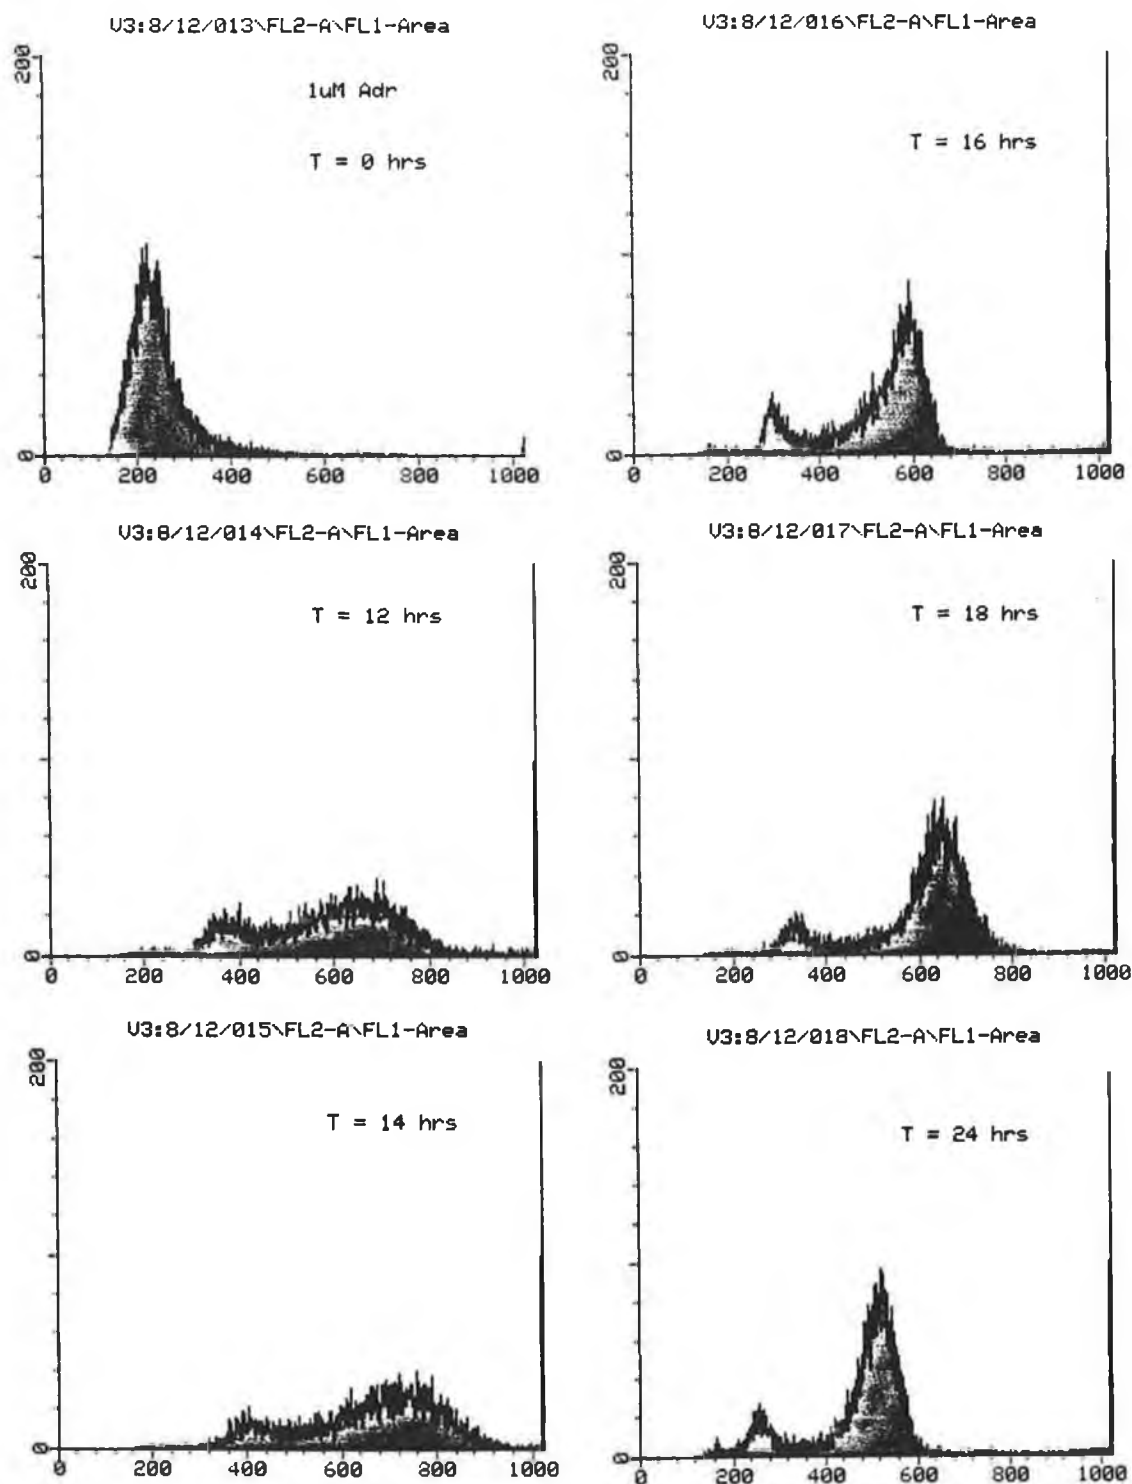 V3:8/12/013\FL2-A\FL1-Area
200
1uM Adr
T = 0 hrs
0
0 200 400 600 800 1000
V3:8/12/014\FL2-A\FL1-Area
200
T = 12 hrs
0
0 200 400 600 800 1000
V3:8/12/015\FL2-A\FL1-Area
200
T = 14 hrs
0
0 200 400 600 800 1000
V3:8/12/016\FL2-A\FL1-Area
200
T = 16 hrs
0
0 200 400 600 800 1000
V3:8/12/017\FL2-A\FL1-Area
200
T = 18 hrs
0
0 200 400 600 800 1000
V3:8/12/018\FL2-A\FL1-Area
200
T = 24 hrs
0
0 200 400 600 800 1000